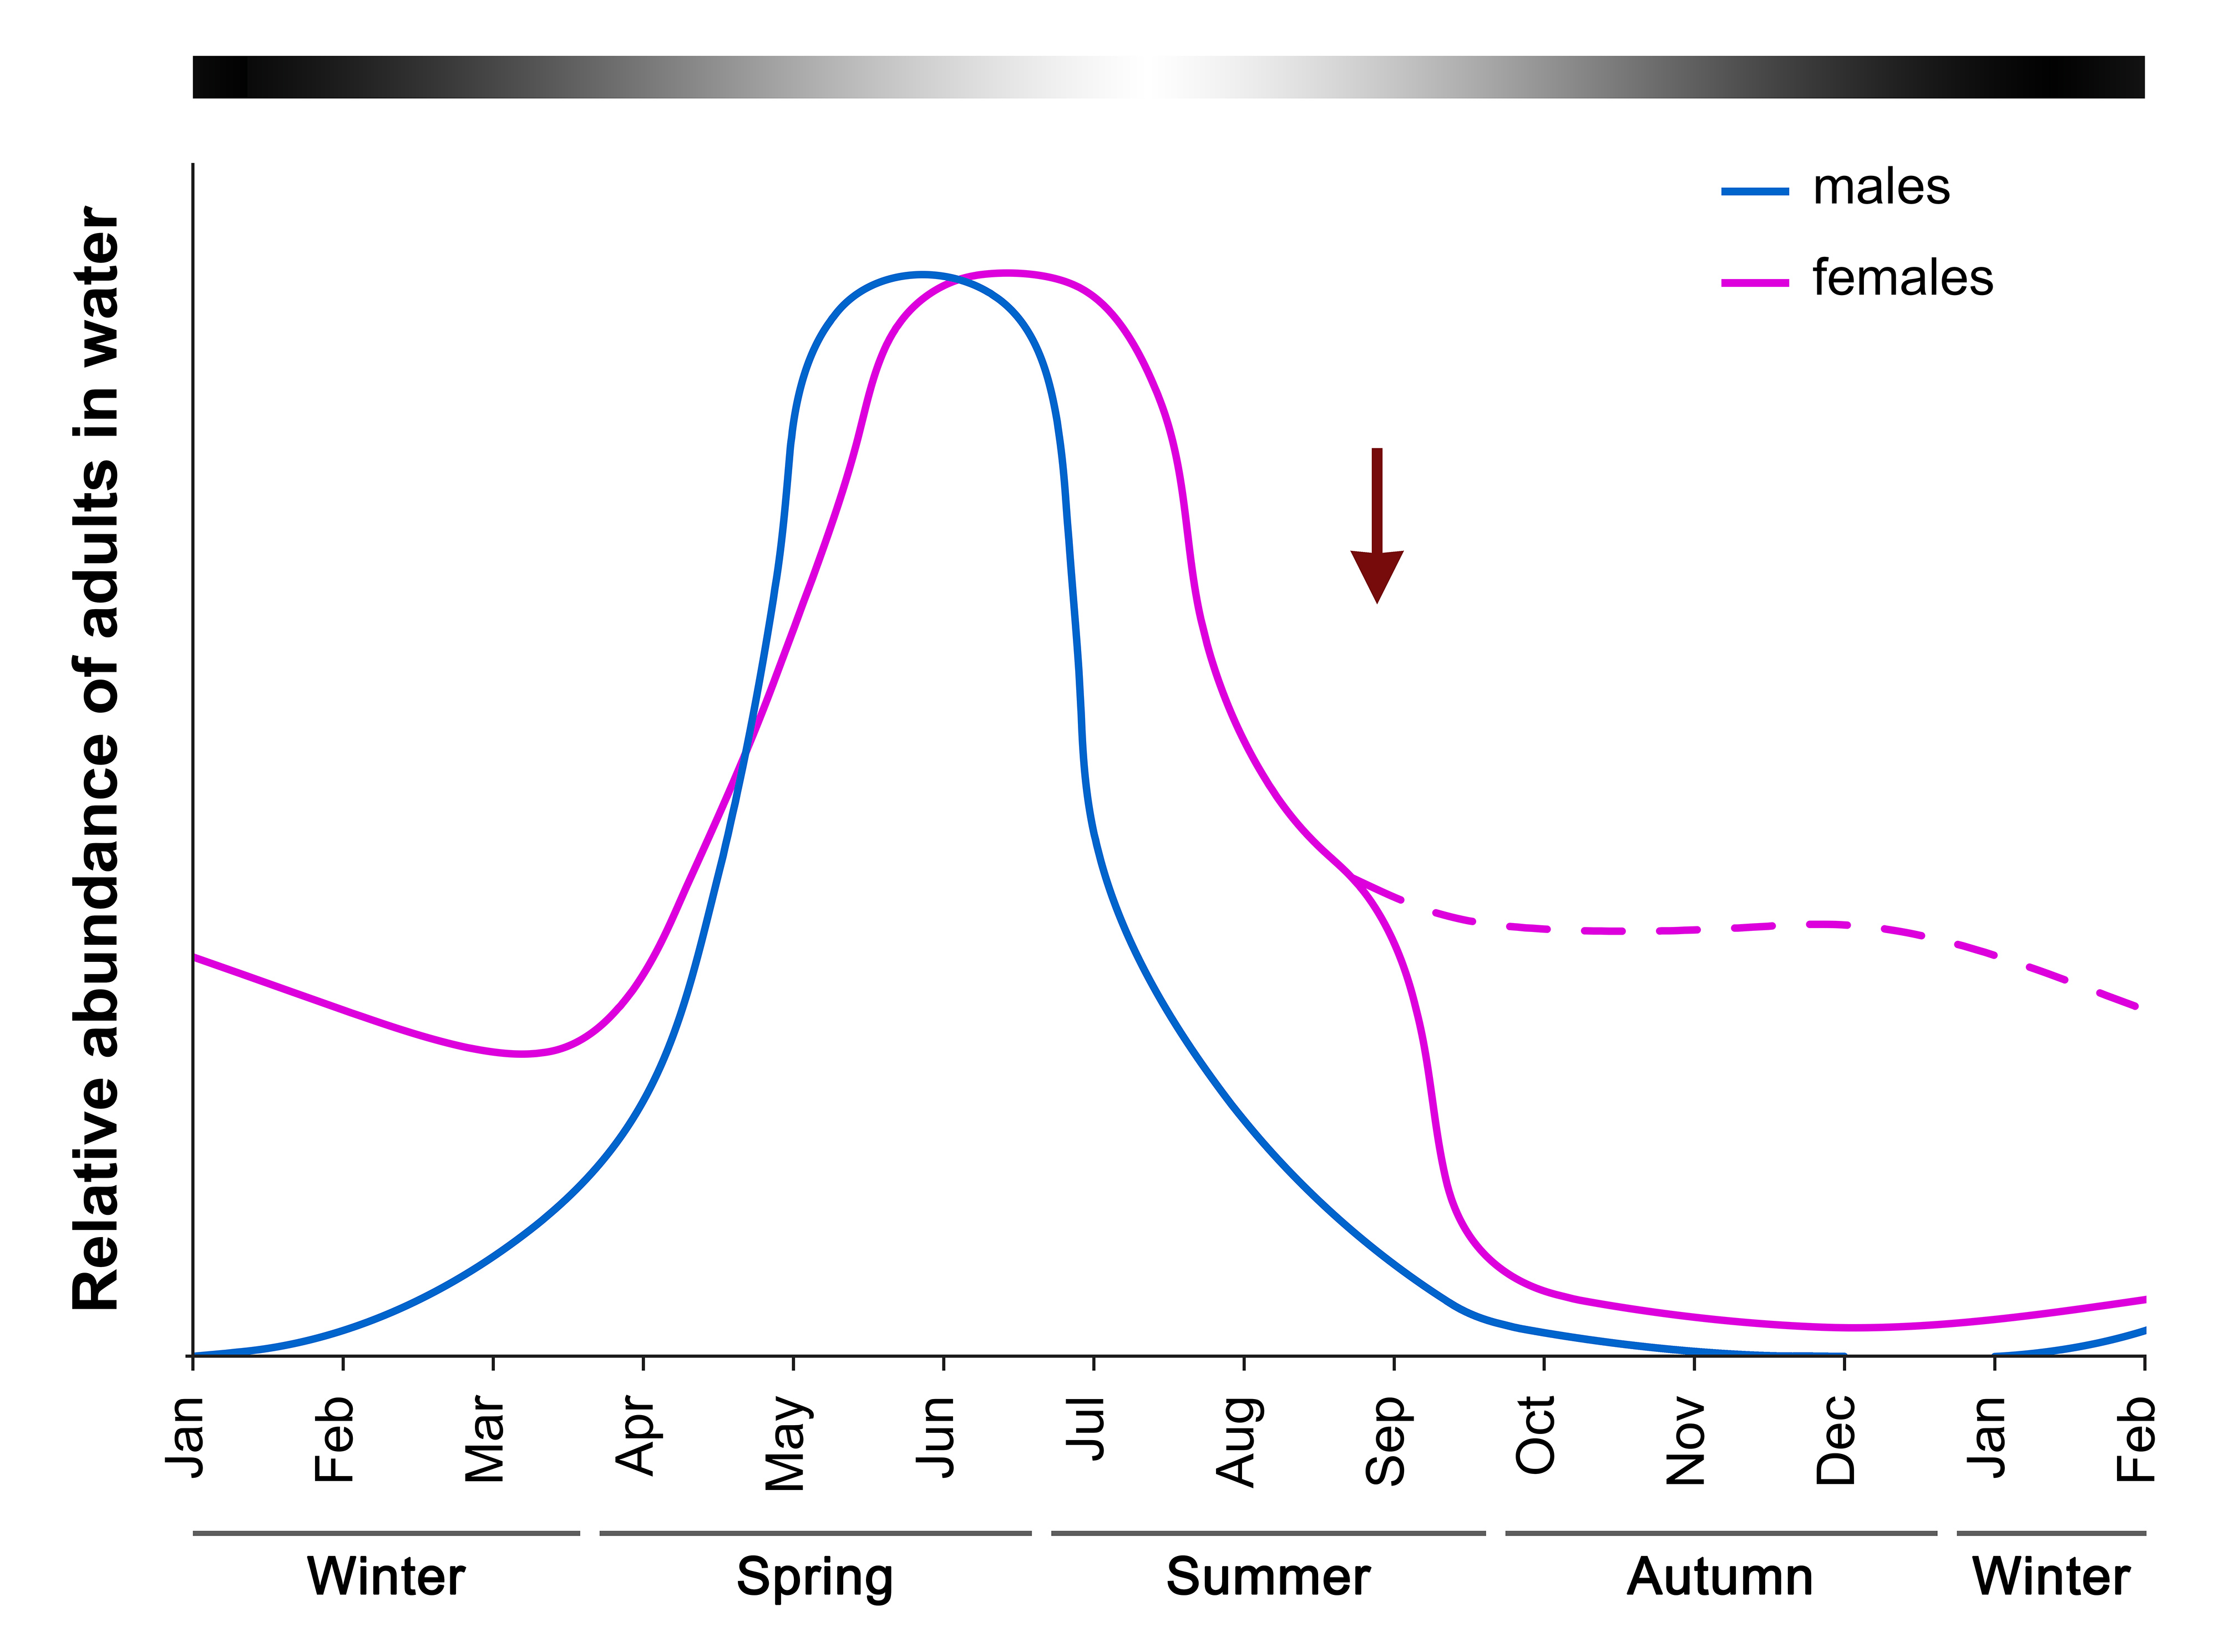 males
females
Relative abundance of adults in water
Jan
Feb
Mar
Apr
May
Jun
Jul
Aug
Sep
Oct
Nov
Dec
Jan
Feb
Winter
Spring
Summer
Autumn
Winter